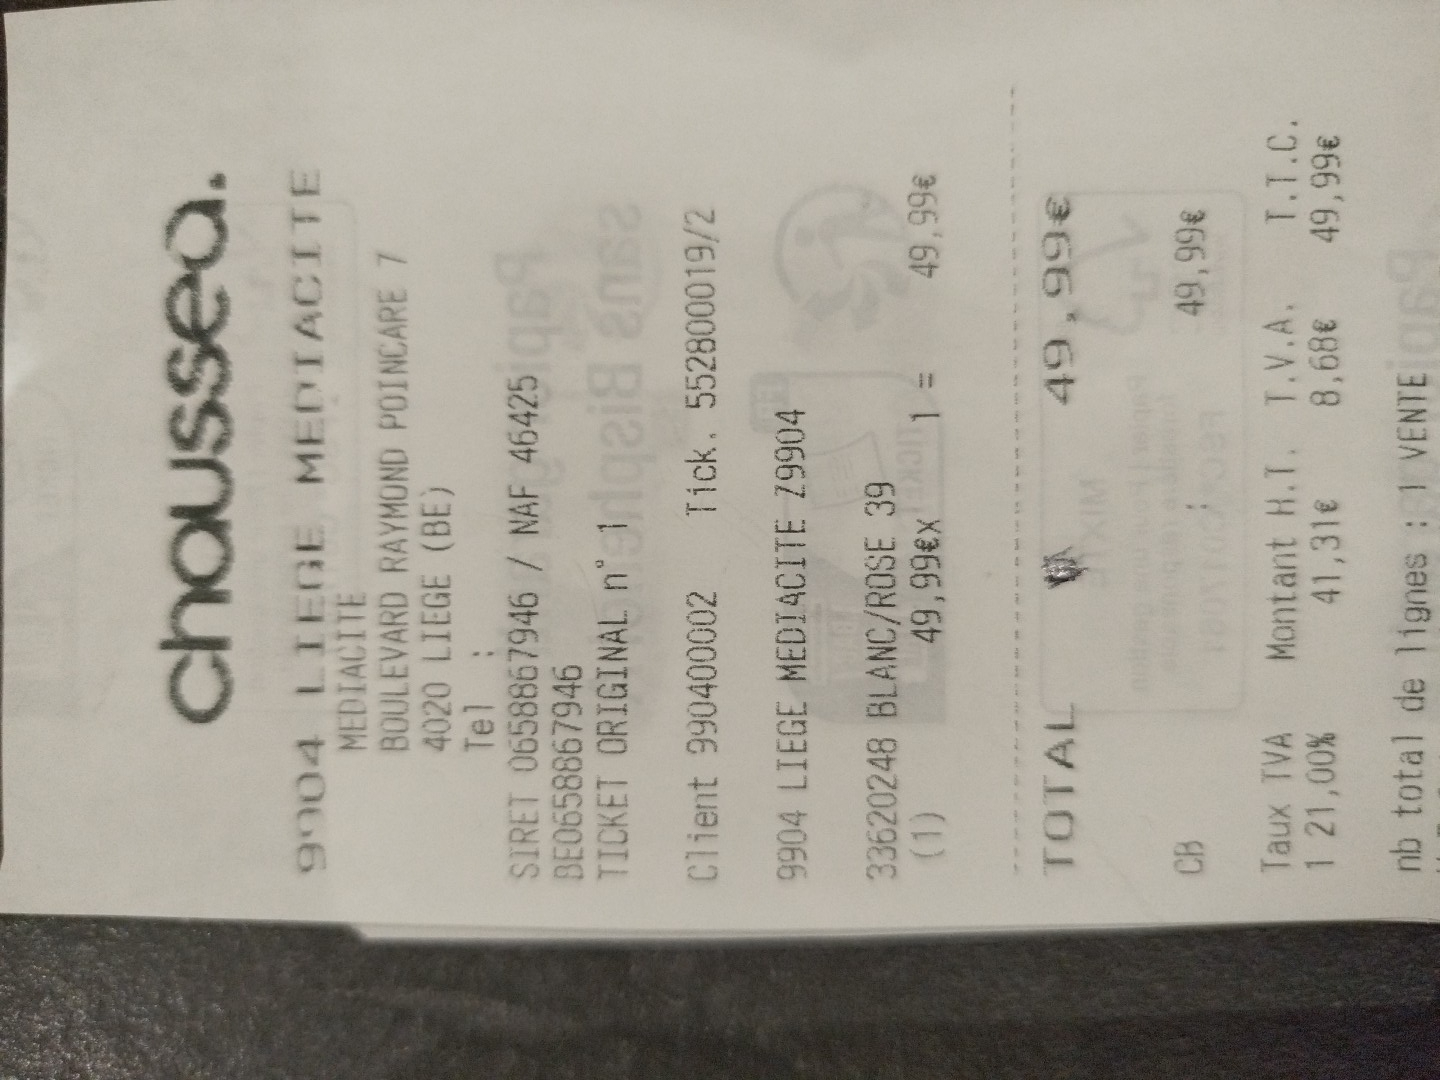 chaussea.
9904 LIEGE MEDIACITE
MEDIACITE
BOULEVARD RAYMOND POINCARE 7
4020 LIEGE (BE)
Tel :
SIRET 0658867946 / NAF 46425
BE0658867946
TICKET ORIGINAL n° 1
Client 990400002 Tick. 552800019/2
9904 LIEGE MEDIACITE Z9904
33620248 BLANC/ROSE 39
(1) 49,99€x 1 = 49,99€
TOTAL 49,99€
CB : 49,99€
Taux TVA Montant H.T. T.V.A. T.T.C.
1 21,00% 41,31€ 8,68€ 49,99€
nb total de lignes : 1 VENTE